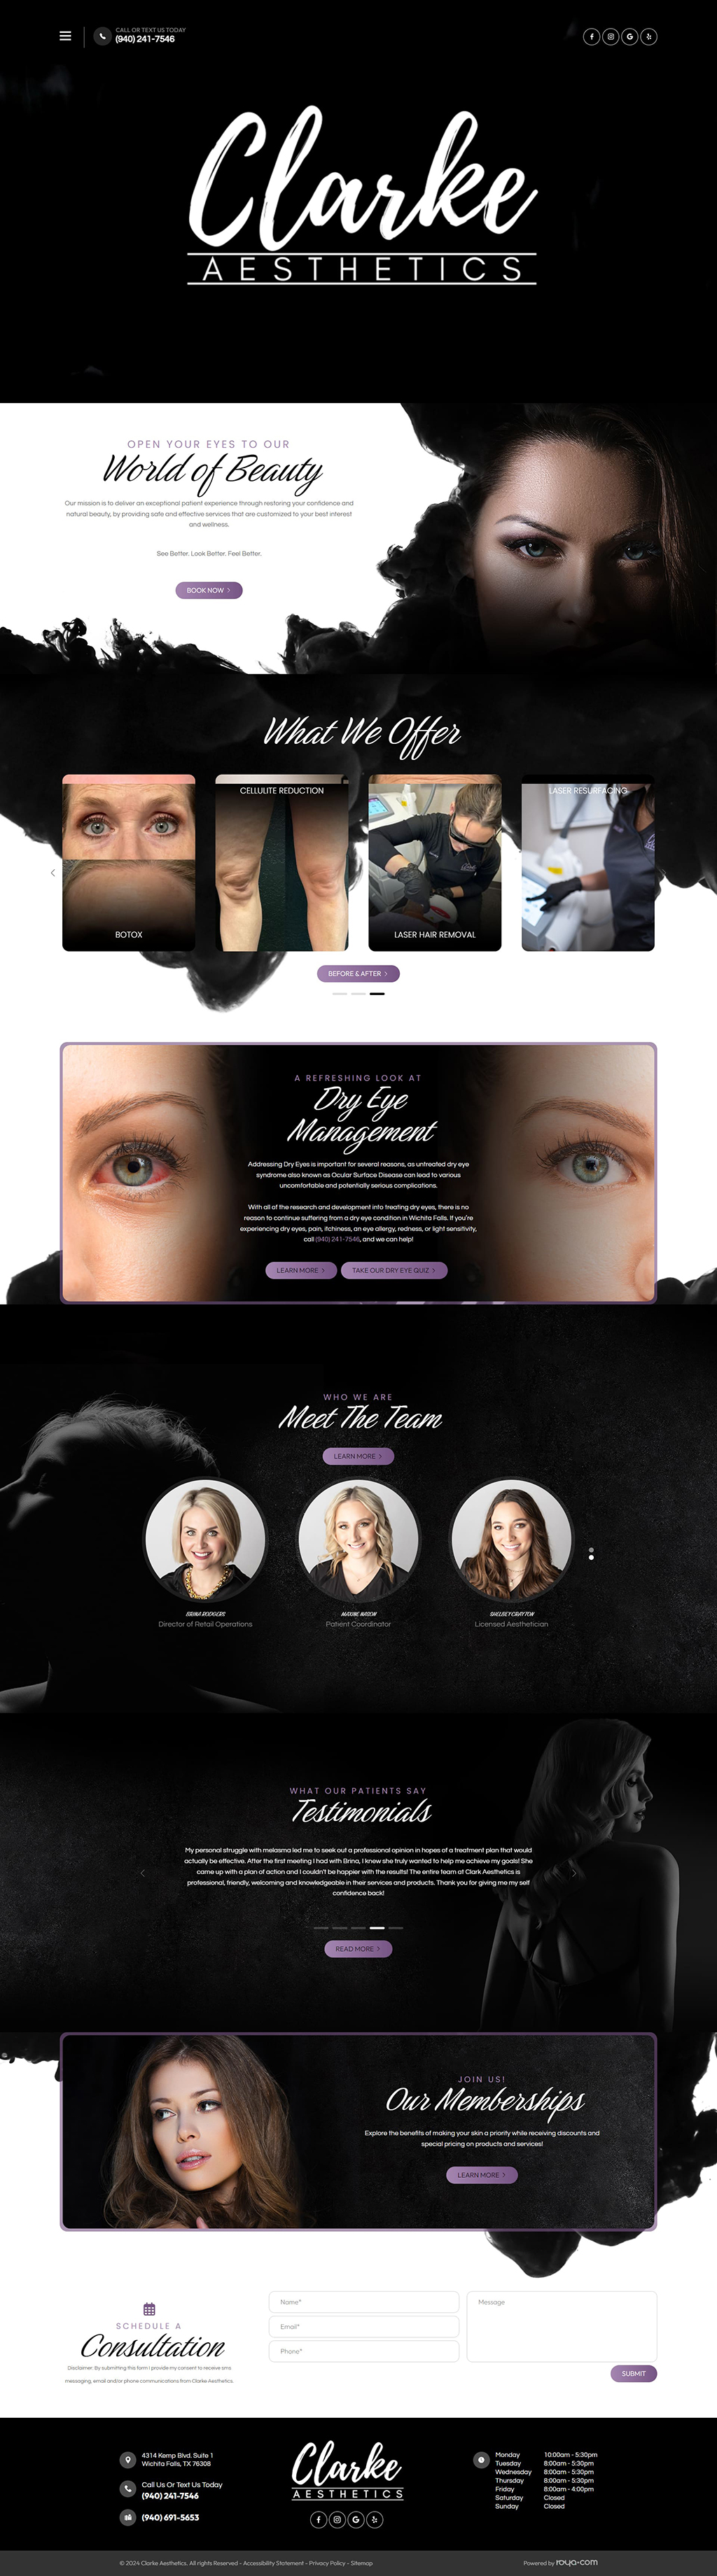 CALL OR TEXT US TODAY
(940) 241-7546
Clarke
AESTHETICS
OPEN YOUR EYES TO OUR
World of Beauty
Our mission is to deliver an exceptional patient experience through restoring your confidence and
natural beauty, by providing safe and effective services that are customized to your best interest
and wellness.
See Better. Look Better. Feel Better.
BOOK NOW
What We Offer
BOTOX
CELLULITE REDUCTION
LASER HAIR REMOVAL
LASER RESURFACING
BEFORE & AFTER
A REFRESHING LOOK AT
Dry Eye
Management
Addressing Dry Eyes is important for several reasons, as untreated dry eye
syndrome also known as Ocular Surface Disease can lead to various
uncomfortable and potentially serious complications.
With all of the research and development into treating dry eyes, there is no
reason to continue suffering from a dry eye condition in Wichita Falls. If you're
experiencing dry eyes, pain, itchiness, an eye allergy, redness, or light sensitivity,
call (940) 241-7546, and we can help!
LEARN MORE
TAKE OUR DRY EYE QUIZ
WHO WE ARE
Meet The Team
LEARN MORE
BRINA RODGERS
Director of Retail Operations
Patient Coordinator
SHELBEY CRAYTON
Licensed Aesthetician
WHAT OUR PATIENTS SAY
Testimonials
My personal struggle with melasma led me to seek out a professional opinion in hopes of a treatment plan that would
actually be effective. After the first meeting I had with Brina, I knew she truly wanted to help me achieve my goals! She
came up with a plan of action and I couldn't be happier with the results! The entire team at Clark Aesthetics is
professional, friendly, welcoming and knowledgeable in their services and products. Thank you for giving me my self
confidence back!
READ MORE
JOIN US!
Our Memberships
Explore the benefits of making your skin a priority while receiving discounts and
special pricing on products and services!
LEARN MORE
SCHEDULE A
Consultation
Disclaimer: By submitting this form I provide my consent to recieve sms
messaging, email and/or phone communications from Clarke Aesthetics.
Name*
Email*
Phone*
Message
SUBMIT
4314 Kemp Blvd. Suite 1
Wichita Falls, TX 76308
Call Us Or Text Us Today
(940) 241-7546
(940) 691-5653
Clarke
AESTHETICS
Monday 10:00am - 5:30pm
Tuesday 8:00am - 5:30pm
Wednesday 8:00am - 5:30pm
Thursday 8:00am - 5:30pm
Friday 8:00am - 4:00pm
Saturday Closed
Sunday Closed
© 2024 Clarke Aesthetics. All rights Reserved - Accessibility Statement - Privacy Policy - Sitemap
Powered by roya.com